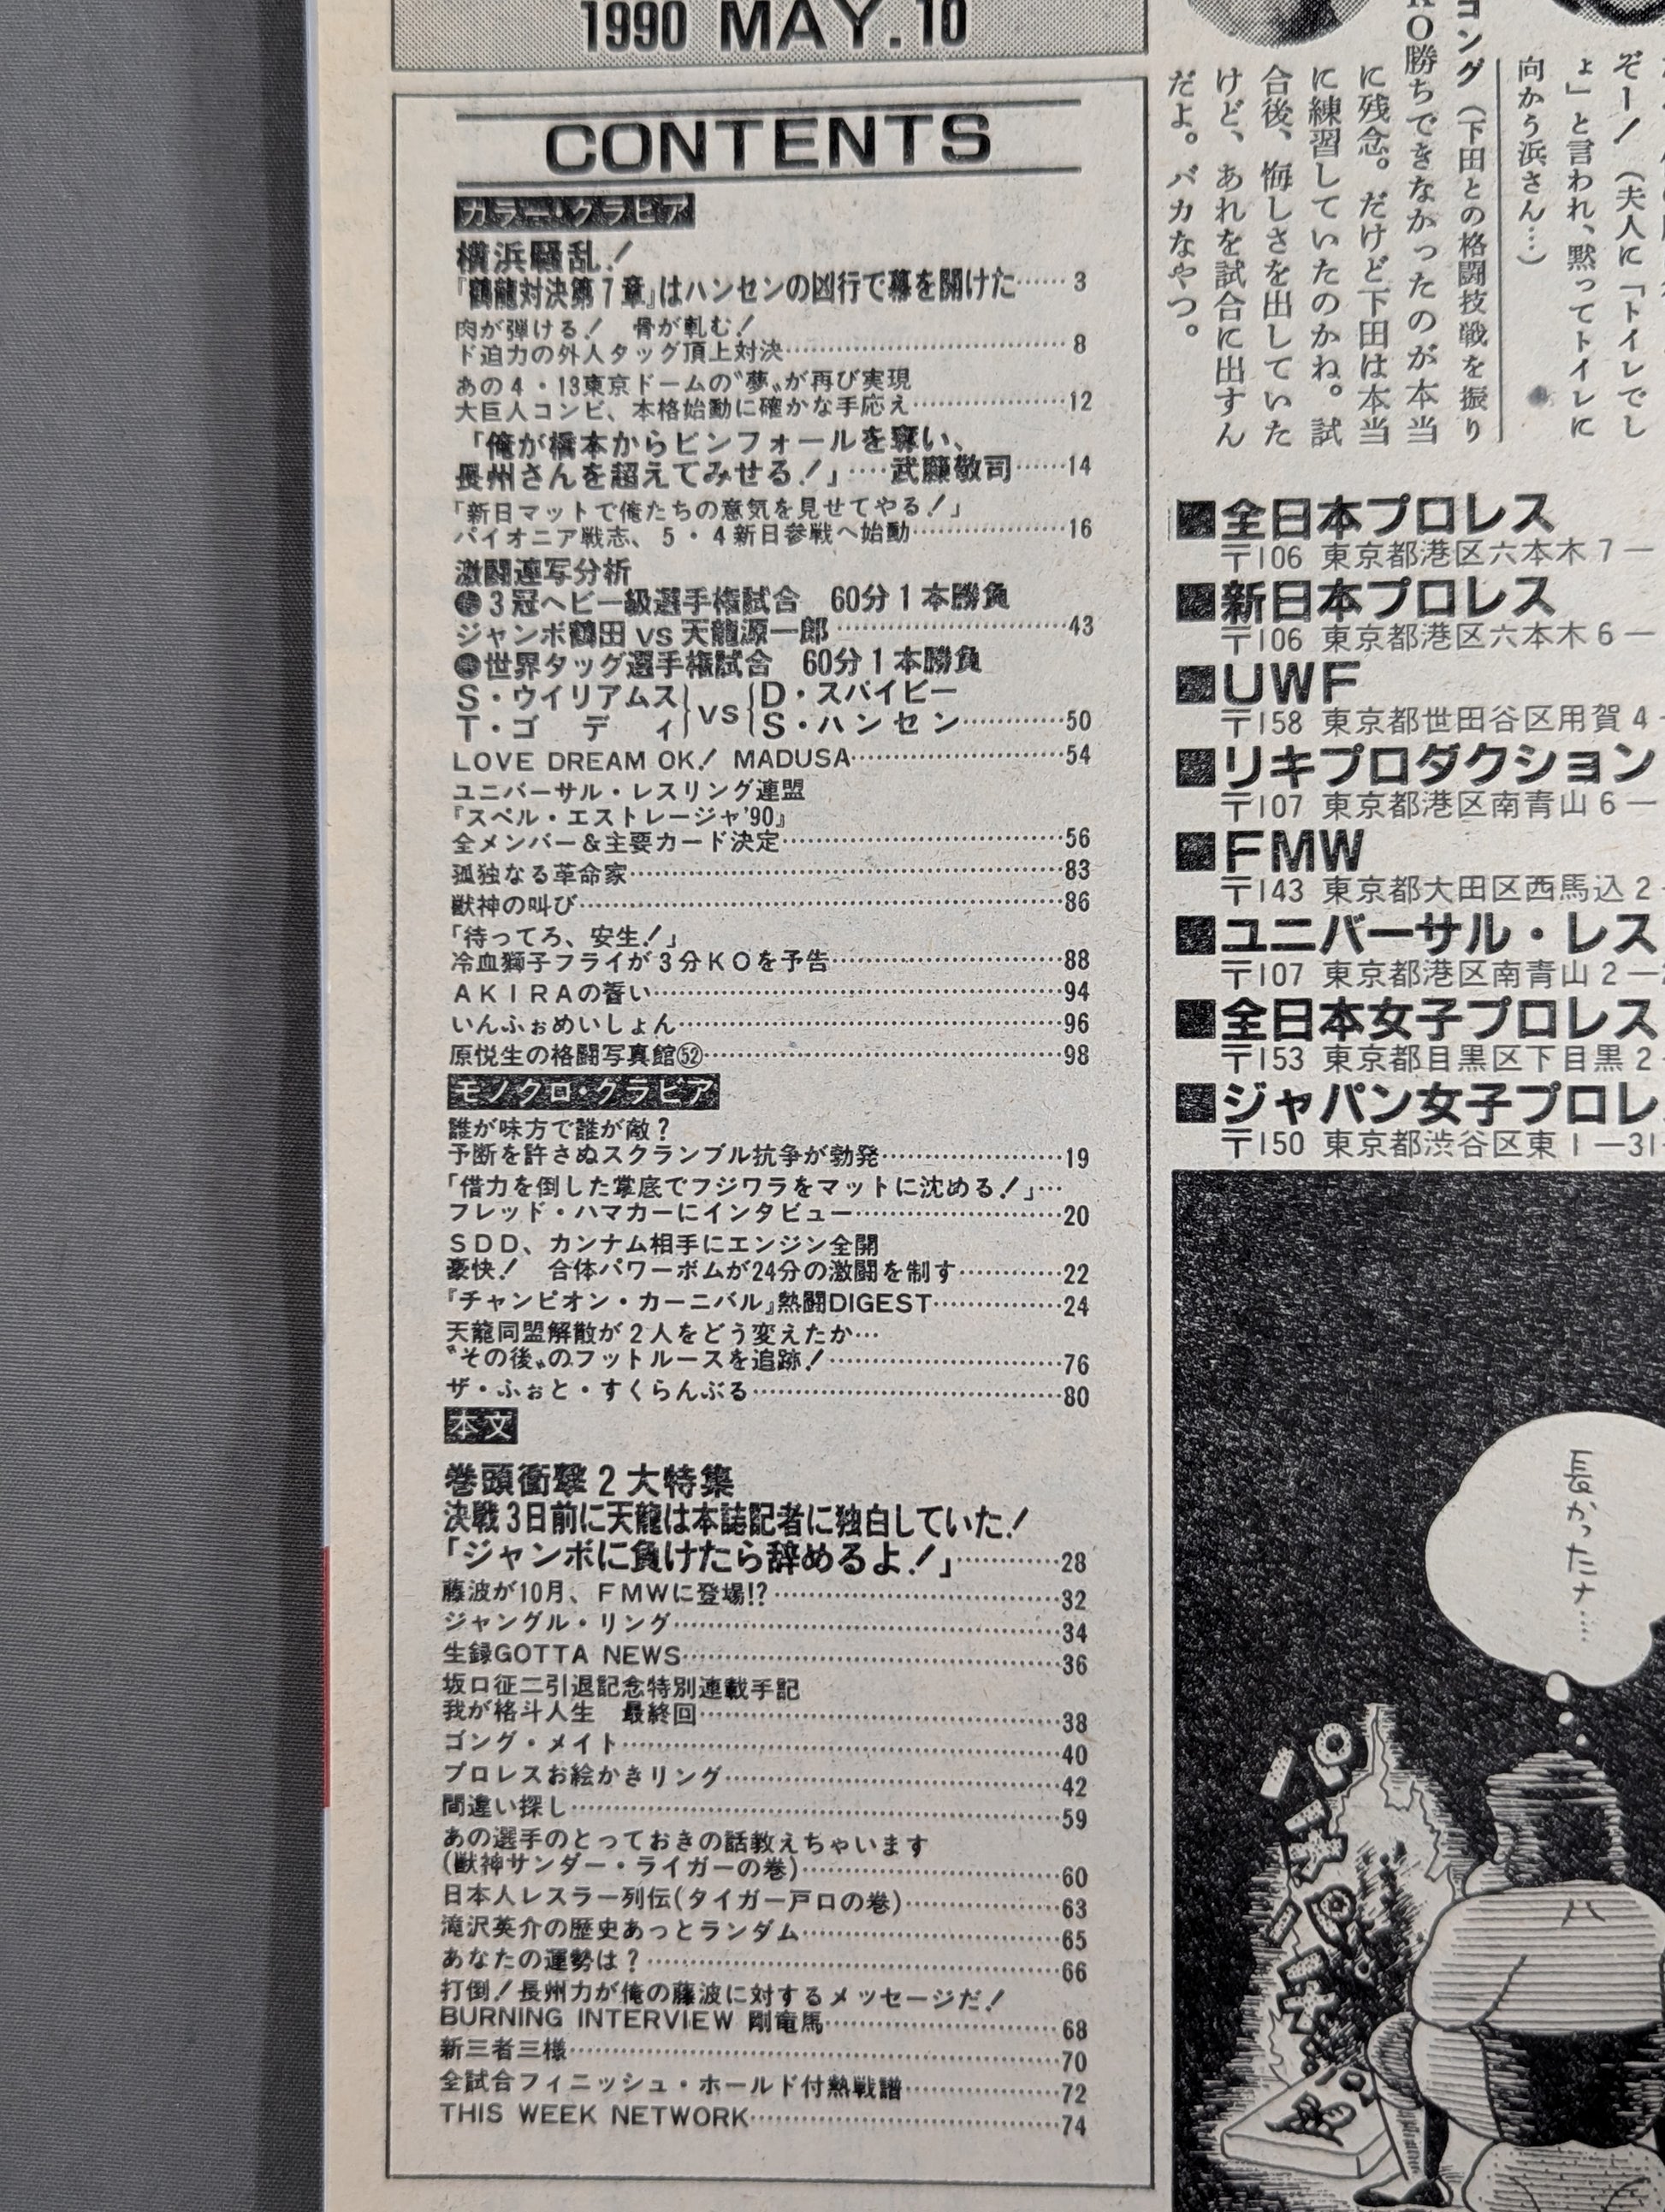 1990 MAY.10
CONTENTS
カラー・グラビア
横浜騒乱!
『鶴龍対決第7章』はハンセンの凶行で幕を開けた……3
肉が弾ける! 骨が軋む!
ド迫力の外人タッグ頂上対決……8
あの4・13東京ドームの〝夢〟が再び実現
大巨人コンビ、本格始動に確かな手応え……12
「俺が橋本からピンフォールを奪い、
長州さんを超えてみせる!」……武藤敬司……14
「新日マットで俺たちの意気を見せてやる!」
パイオニア戦志、5・4新日参戦へ始動……16
激闘連写分析
3冠ヘビー級選手権試合 60分1本勝負
ジャンボ鶴田 vs 天龍源一郎……43
世界タッグ選手権試合 60分1本勝負
S・ウイリアムス D・スパイビー
vs
T・ゴディ S・ハンセン……50
LOVE DREAM OK! MADUSA……54
ユニバーサル・レスリング連盟
『スペル・エストレージャ'90』
全メンバー&主要カード決定……56
孤独なる革命家……83
獣神の叫び……86
「待ってろ、安生!」
冷血獅子フライが3分KOを予告……88
AKIRAの誓い……94
いんふぉめいしょん……96
原悦生の格闘写真館㊾……98
モノクロ・グラビア
誰が味方で誰が敵?
予断を許さぬスクランブル抗争が勃発……19
「借力を倒した掌底でフジワラをマットに沈める!」…
フレッド・ハマカーにインタビュー……20
SDD、カンナム相手にエンジン全開
豪快! 合体パワーボムが24分の激闘を制す……22
『チャンピオン・カーニバル』熱闘DIGEST……24
天龍同盟解散が2人をどう変えたか…
〝その後〟のフットルースを追跡!……76
ザ・ふぉと・すくらんぶる……80
本文
巻頭衝撃2大特集
決戦3日前に天龍は本誌記者に独白していた!
「ジャンボに負けたら辞めるよ!」……28
藤波が10月、FMWに登場!?……32
ジャングル・リング……34
生録GOTTA NEWS……36
坂口征二引退記念特別連載手記
我が格斗人生 最終回……38
ゴング・メイト……40
プロレスお絵かきリング……42
間違い探し……59
あの選手のとっておきの話教えちゃいます
(獣神サンダー・ライガーの巻)……60
日本人レスラー列伝(タイガー戸口の巻)……63
滝沢英介の歴史あっとランダム……65
あなたの運勢は?……66
打倒!長州力が俺の藤波に対するメッセージだ!
BURNING INTERVIEW 剛竜馬……68
新三者三様……70
全試合フィニッシュ・ホールド付熱戦譜……72
THIS WEEK NETWORK……74
ぞー!(夫人に「トイレでし
ょ」と言われ、黙ってトイレに
向かう浜さん…)
ゴング(下田との格闘技戦を振り
KO勝ちできなかったのが本当
に残念。だけど下田は本当
に練習していたのかね。試
合後、悔しさを出していた
けど、あれを試合に出すん
だよ。バカなやつ。
■全日本プロレス
〒106 東京都港区六本木7―
■新日本プロレス
〒106 東京都港区六本木6―
■UWF
〒158 東京都世田谷区用賀4
■リキプロダクション
〒107 東京都港区南青山6―
■FMW
〒143 東京都大田区西馬込2
■ユニバーサル・レス
〒107 東京都港区南青山2―
■全日本女子プロレス
〒153 東京都目黒区下目黒2
■ジャパン女子プロレ
〒150 東京都渋谷区東1―31
長かったナ……
パチパチ
盟